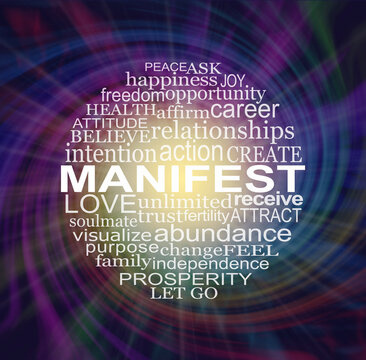 PEACE ASK
happiness JOY
freedom opportunity
HEALTH affirm career
ATTITUDE
BELIEVE relationships
intention action CREATE
MANIFEST
LOVE unlimited receive
soulmate trust fertility ATTRACT
visualize abundance
purpose change FEEL
family independence
PROSPERITY
LET GO